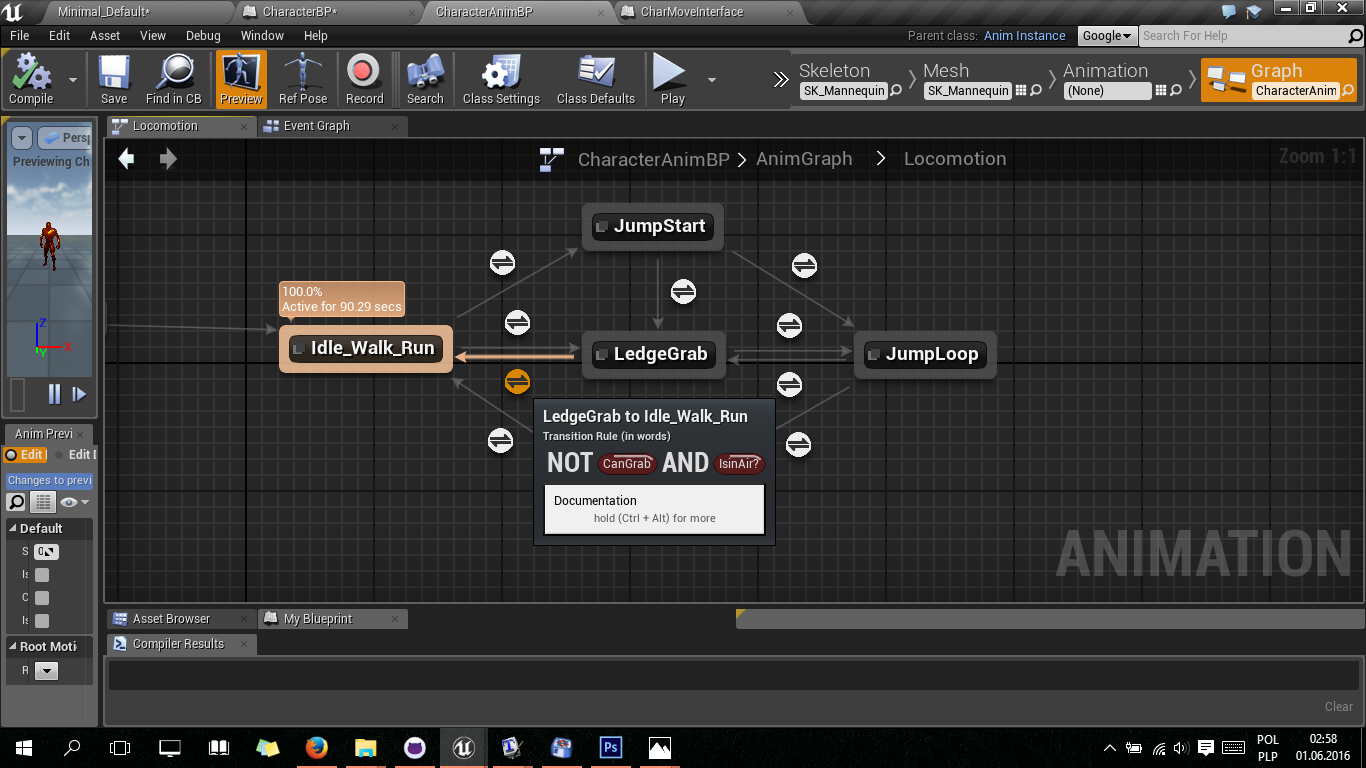 Minimal_Default*
CharacterBP*
CharacterAnimBP
CharMoveInterface
File Edit Asset View Debug Window Help
Parent class: Anim Instance
Google
Search For Help
Compile
Save
Find in CB
Preview
Ref Pose
Record
Search
Class Settings
Class Defaults
Play
Skeleton
SK_Mannequin
Mesh
SK_Mannequin
Animation
(None)
Graph
CharacterAnim
Locomotion
Event Graph
Persp
Previewing Ch
CharacterAnimBP > AnimGraph > Locomotion
Zoom 1:1
JumpStart
100.0%
Active for 90.29 secs
Idle_Walk_Run
LedgeGrab
JumpLoop
Z
X
Y
LedgeGrab to Idle_Walk_Run
Transition Rule (in words)
NOT CanGrab AND IsinAir?
Documentation
hold (Ctrl + Alt) for more
ANIMATION
Anim Previ
Edit
Edit
Changes to previ
Default
S
Is
C
Is
Root Moti
R
Asset Browser
My Blueprint
Compiler Results
Clear
Ps
POL
PLP
02:58
01.06.2016